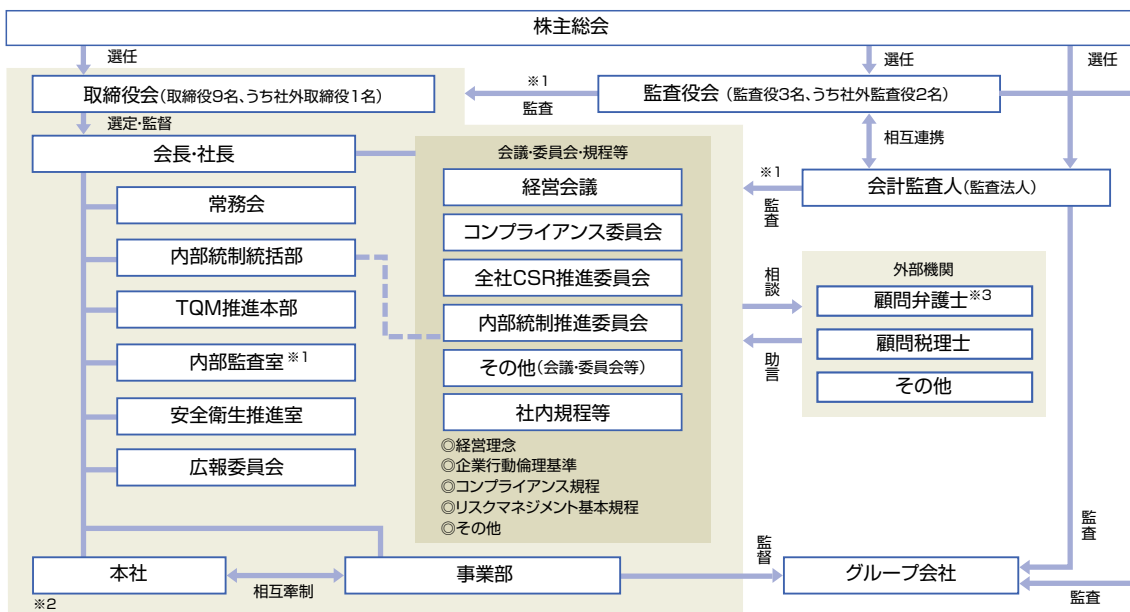 株主総会
選任
選任
選任
取締役会(取締役9名、うち社外取締役1名)
※1
監査
監査役会 (監査役3名、うち社外監査役2名)
選定・監督
相互連携
会長・社長
会議・委員会・規程等
経営会議
※1
監査
会計監査人(監査法人)
常務会
コンプライアンス委員会
内部統制統括部
全社CSR推進委員会
相談
外部機関
顧問弁護士※3
TQM推進本部
内部統制推進委員会
助言
顧問税理士
内部監査室※1
その他(会議・委員会等)
その他
安全衛生推進室
社内規程等
広報委員会
◎経営理念
◎企業行動倫理基準
◎コンプライアンス規程
◎リスクマネジメント基本規程
◎その他
監督
監査
本社
相互牽制
事業部
グループ会社
監査
※2